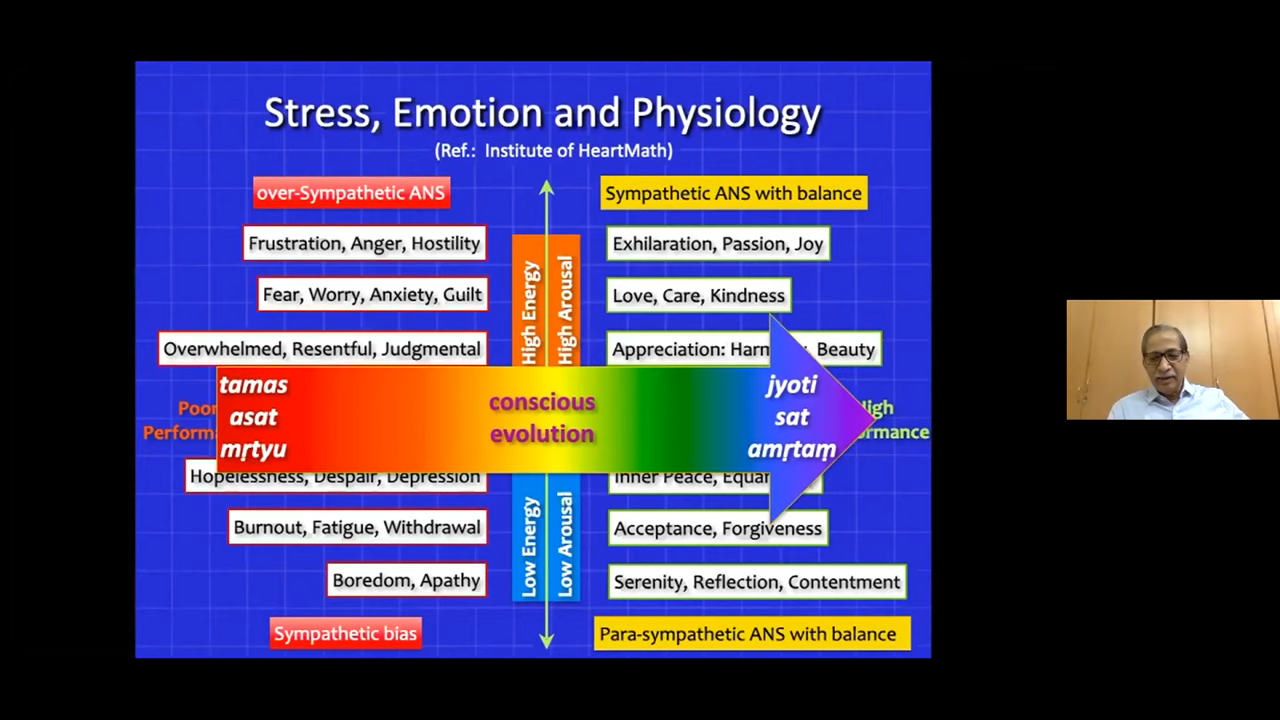 Stress, Emotion and Physiology
(Ref.: Institute of HeartMath)
over-Sympathetic ANS
Sympathetic ANS with balance
Frustration, Anger, Hostility
Exhilaration, Passion, Joy
Fear, Worry, Anxiety, Guilt
Love, Care, Kindness
Overwhelmed, Resentful, Judgmental
Appreciation: Beauty
High Energy
High Arousal
tamas
asat
mṛtyu
conscious
evolution
jyoti
sat
amṛtaṃ
Poor
Hopelessness, Despair, Depression
Inner Peace,
Burnout, Fatigue, Withdrawal
Acceptance, Forgiveness
Boredom, Apathy
Serenity, Reflection, Contentment
Low Energy
Low Arousal
Sympathetic bias
Para-sympathetic ANS with balance